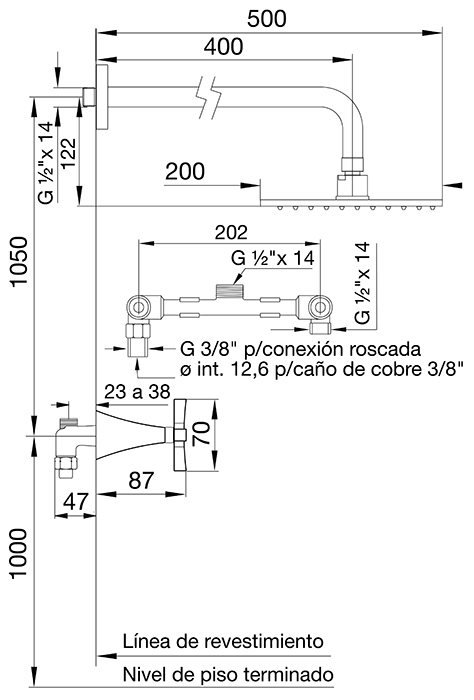 500
400
G ½"x 14
122
200
1050
202
G ½"x 14
G ½"x 14
G 3/8" p/conexión roscada
ø int. 12,6 p/caño de cobre 3/8"
23 a 38
70
87
47
1000
Línea de revestimiento
Nivel de piso terminado